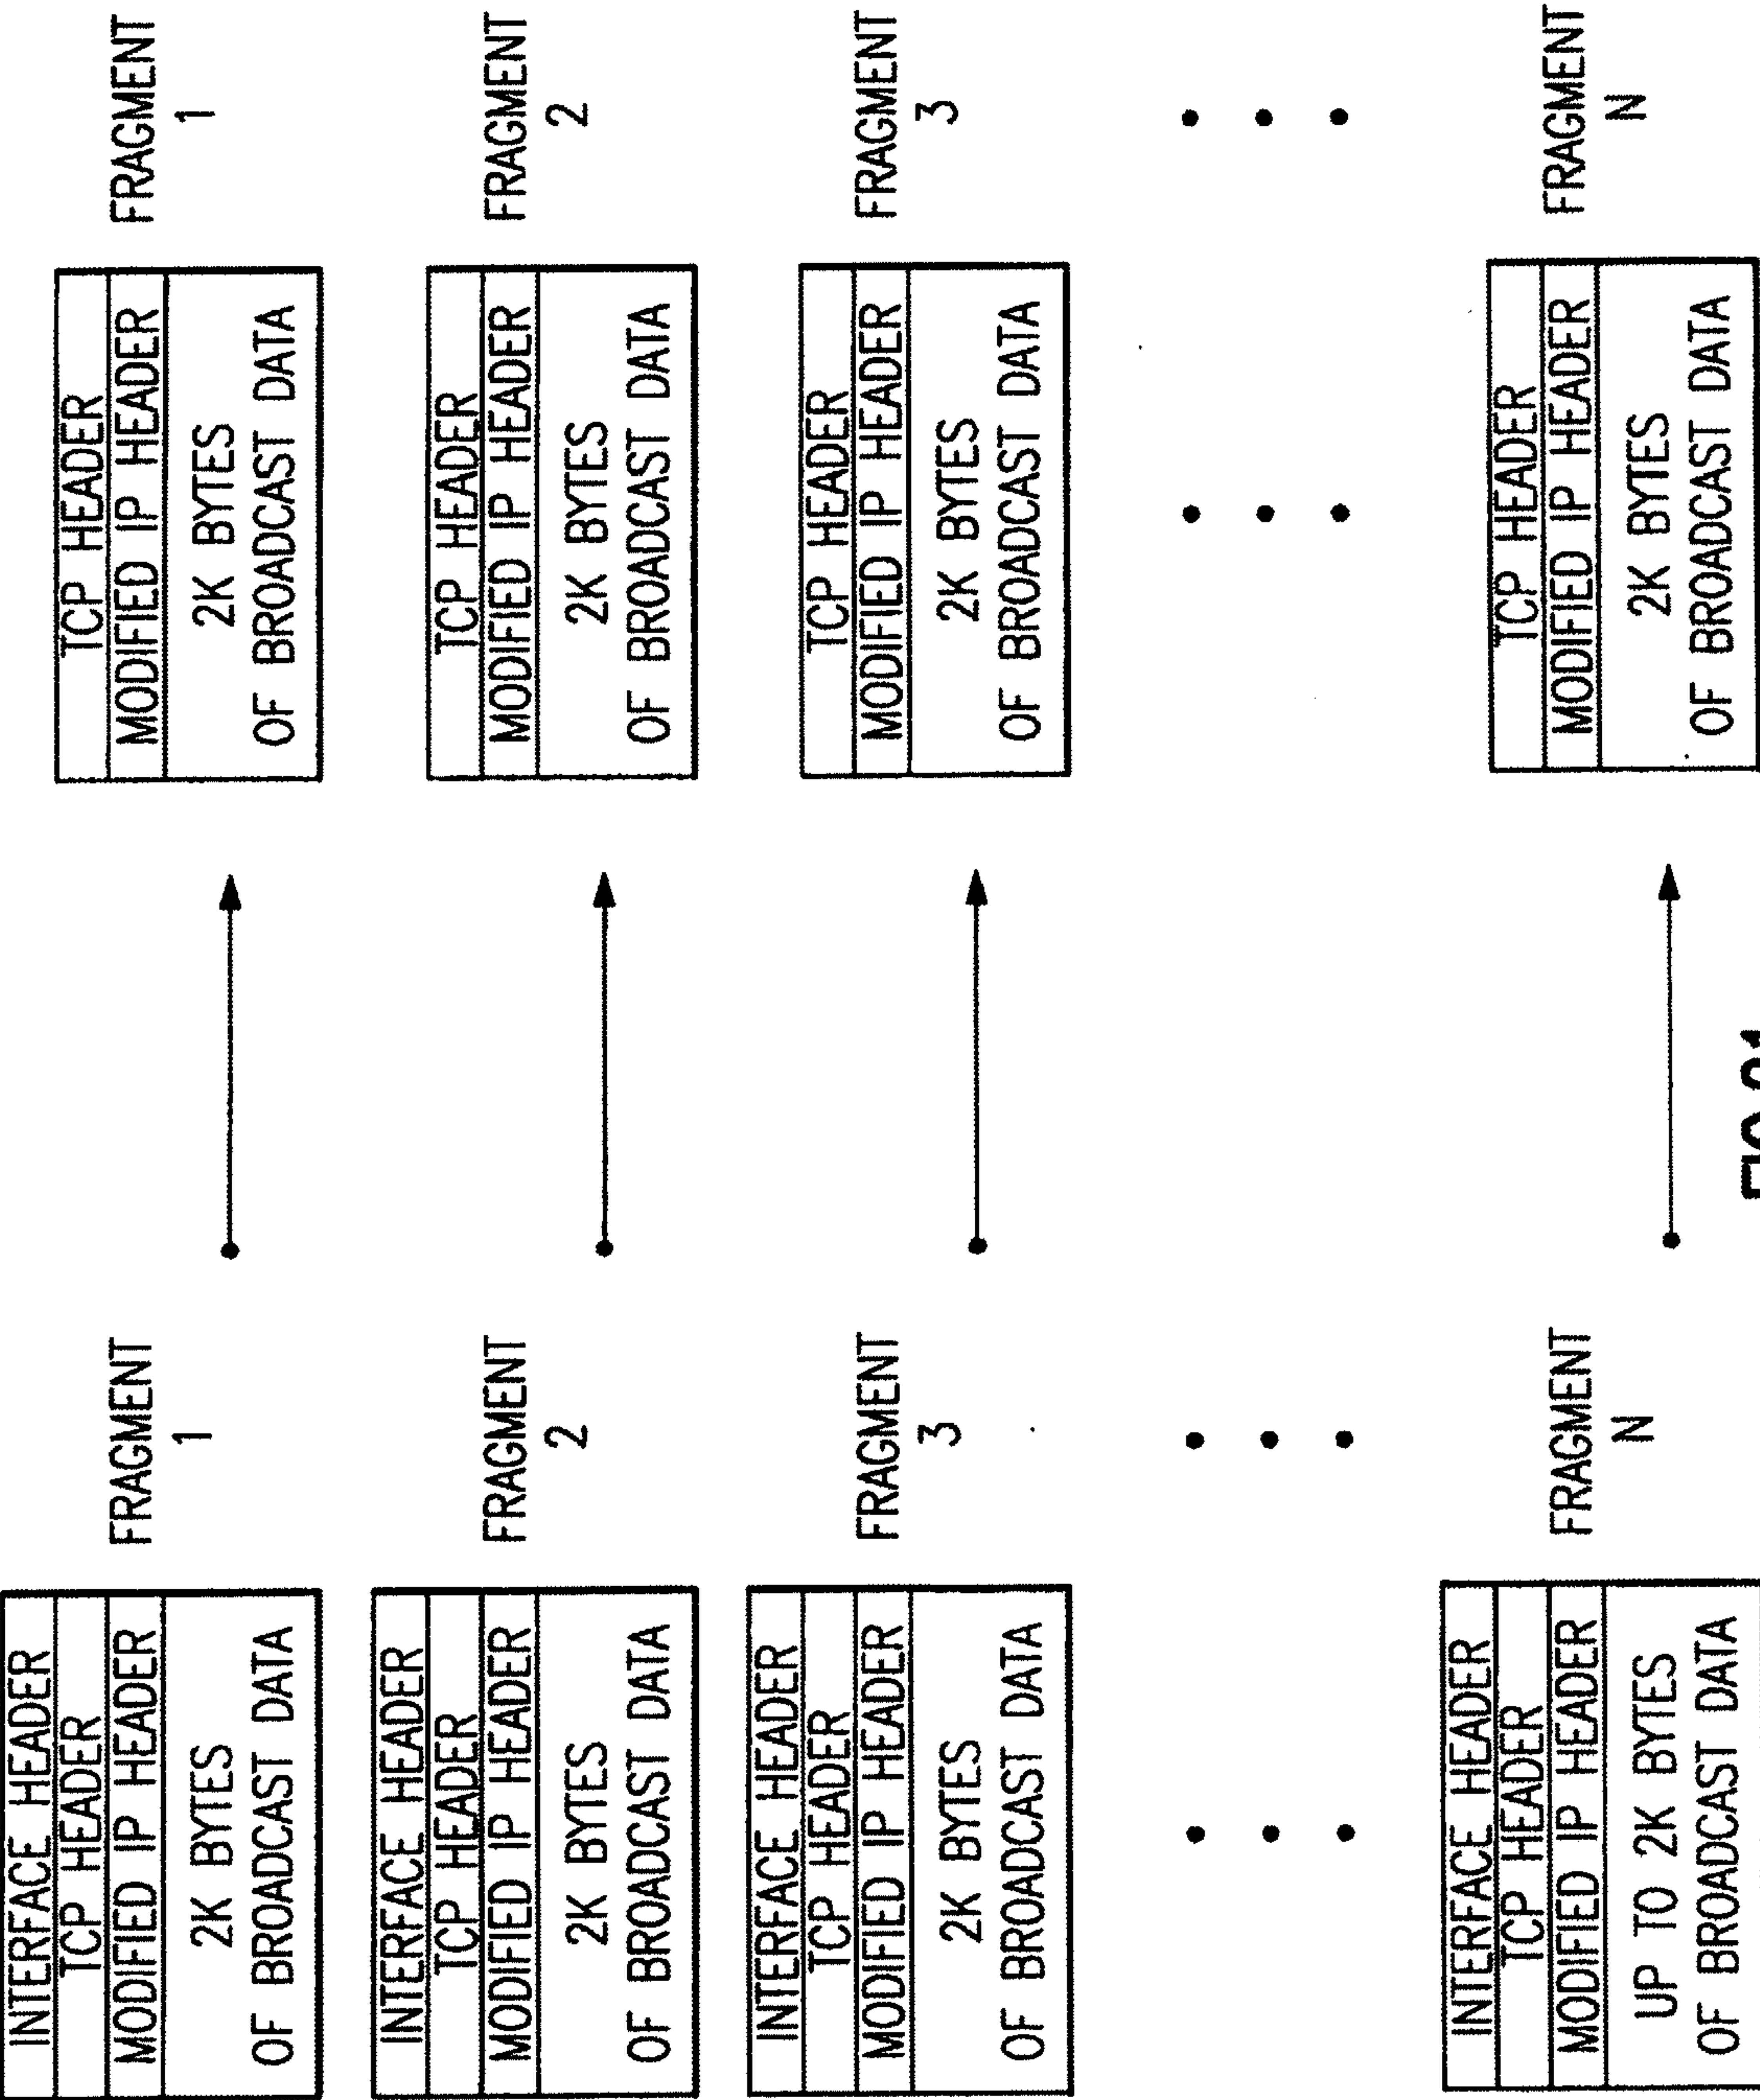 INTERFACE HEADER
TCP HEADER
MODIFIED IP HEADER
2K BYTES
OF BROADCAST DATA
FRAGMENT
1
TCP HEADER
MODIFIED IP HEADER
2K BYTES
OF BROADCAST DATA
FRAGMENT
1
INTERFACE HEADER
TCP HEADER
MODIFIED IP HEADER
2K BYTES
OF BROADCAST DATA
FRAGMENT
2
TCP HEADER
MODIFIED IP HEADER
2K BYTES
OF BROADCAST DATA
FRAGMENT
2
INTERFACE HEADER
TCP HEADER
MODIFIED IP HEADER
2K BYTES
OF BROADCAST DATA
FRAGMENT
3
TCP HEADER
MODIFIED IP HEADER
2K BYTES
OF BROADCAST DATA
FRAGMENT
3
INTERFACE HEADER
TCP HEADER
MODIFIED IP HEADER
UP TO 2K BYTES
OF BROADCAST DATA
FRAGMENT
N
TCP HEADER
MODIFIED IP HEADER
2K BYTES
OF BROADCAST DATA
FRAGMENT
N